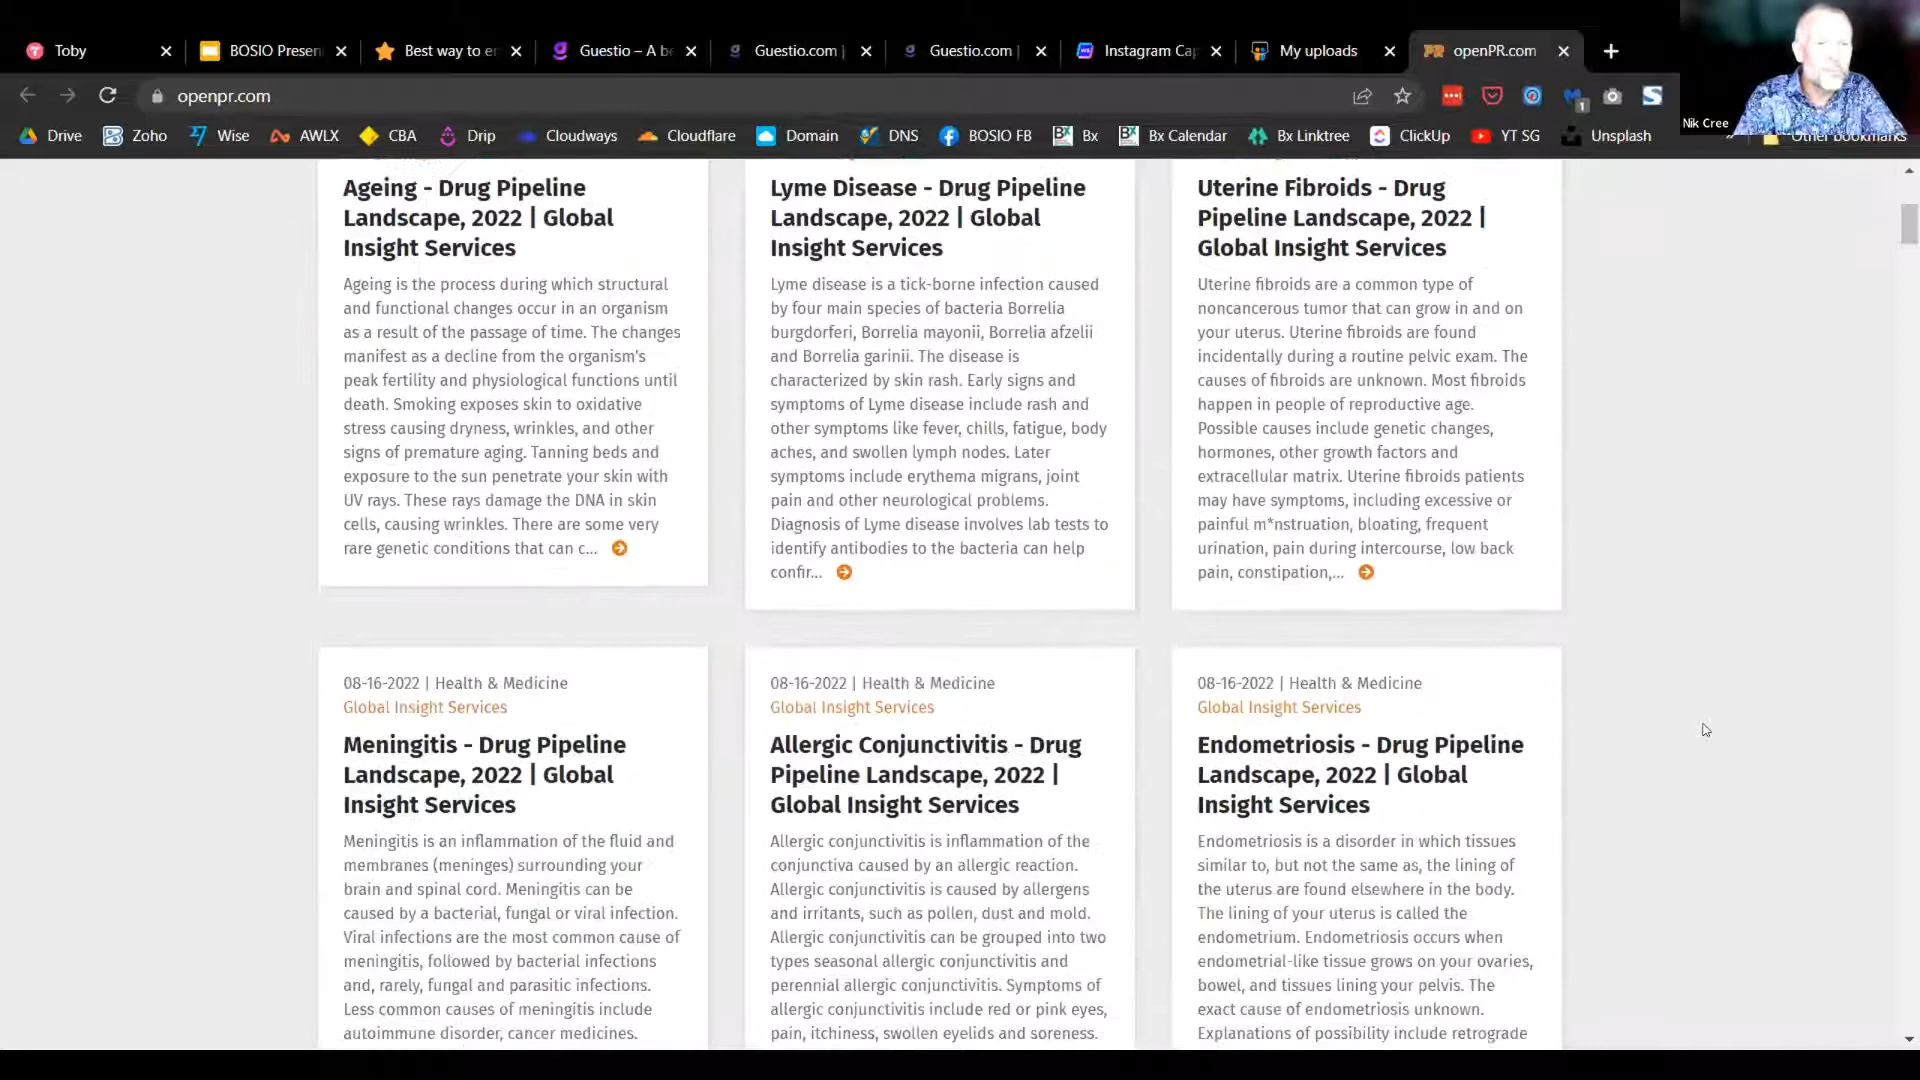 Toby
BOSIO Presen
Best way to e
Guestio – A b
Guestio.com |
Guestio.com |
Instagram Cap
My uploads
openPR.com
openpr.com
1
Nik Cree
Drive
Zoho
Wise
AWLX
CBA
Drip
Cloudways
Cloudflare
Domain
DNS
BOSIO FB
Bx
Bx Calendar
Bx Linktree
ClickUp
YT SG
Unsplash
Other bookmarks
Ageing - Drug Pipeline
Landscape, 2022 | Global
Insight Services
Ageing is the process during which structural
and functional changes occur in an organism
as a result of the passage of time. The changes
manifest as a decline from the organism's
peak fertility and physiological functions until
death. Smoking exposes skin to oxidative
stress causing dryness, wrinkles, and other
signs of premature aging. Tanning beds and
exposure to the sun penetrate your skin with
UV rays. These rays damage the DNA in skin
cells, causing wrinkles. There are some very
rare genetic conditions that can c...
Lyme Disease - Drug Pipeline
Landscape, 2022 | Global
Insight Services
Lyme disease is a tick-borne infection caused
by four main species of bacteria Borrelia
burgdorferi, Borrelia mayonii, Borrelia afzelii
and Borrelia garinii. The disease is
characterized by skin rash. Early signs and
symptoms of Lyme disease include rash and
other symptoms like fever, chills, fatigue, body
aches, and swollen lymph nodes. Later
symptoms include erythema migrans, joint
pain and other neurological problems.
Diagnosis of Lyme disease involves lab tests to
identify antibodies to the bacteria can help
confir...
Uterine Fibroids - Drug
Pipeline Landscape, 2022 |
Global Insight Services
Uterine fibroids are a common type of
noncancerous tumor that can grow in and on
your uterus. Uterine fibroids are found
incidentally during a routine pelvic exam. The
causes of fibroids are unknown. Most fibroids
happen in people of reproductive age.
Possible causes include genetic changes,
hormones, other growth factors and
extracellular matrix. Uterine fibroids patients
may have symptoms, including excessive or
painful m*nstruation, bloating, frequent
urination, pain during intercourse, low back
pain, constipation,...
08-16-2022 | Health & Medicine
Global Insight Services
Meningitis - Drug Pipeline
Landscape, 2022 | Global
Insight Services
Meningitis is an inflammation of the fluid and
membranes (meninges) surrounding your
brain and spinal cord. Meningitis can be
caused by a bacterial, fungal or viral infection.
Viral infections are the most common cause of
meningitis, followed by bacterial infections
and, rarely, fungal and parasitic infections.
Less common causes of meningitis include
autoimmune disorder, cancer medicines.
08-16-2022 | Health & Medicine
Global Insight Services
Allergic Conjunctivitis - Drug
Pipeline Landscape, 2022 |
Global Insight Services
Allergic conjunctivitis is inflammation of the
conjunctiva caused by an allergic reaction.
Allergic conjunctivitis is caused by allergens
and irritants, such as pollen, dust and mold.
Allergic conjunctivitis can be grouped into two
types seasonal allergic conjunctivitis and
perennial allergic conjunctivitis. Symptoms of
allergic conjunctivitis include red or pink eyes,
pain, itchiness, swollen eyelids and soreness.
08-16-2022 | Health & Medicine
Global Insight Services
Endometriosis - Drug Pipeline
Landscape, 2022 | Global
Insight Services
Endometriosis is a disorder in which tissues
similar to, but not the same as, the lining of
the uterus are found elsewhere in the body.
The lining of your uterus is called the
endometrium. Endometriosis occurs when
endometrial-like tissue grows on your ovaries,
bowel, and tissues lining your pelvis. The
exact cause of endometriosis unknown.
Explanations of possibility include retrograde